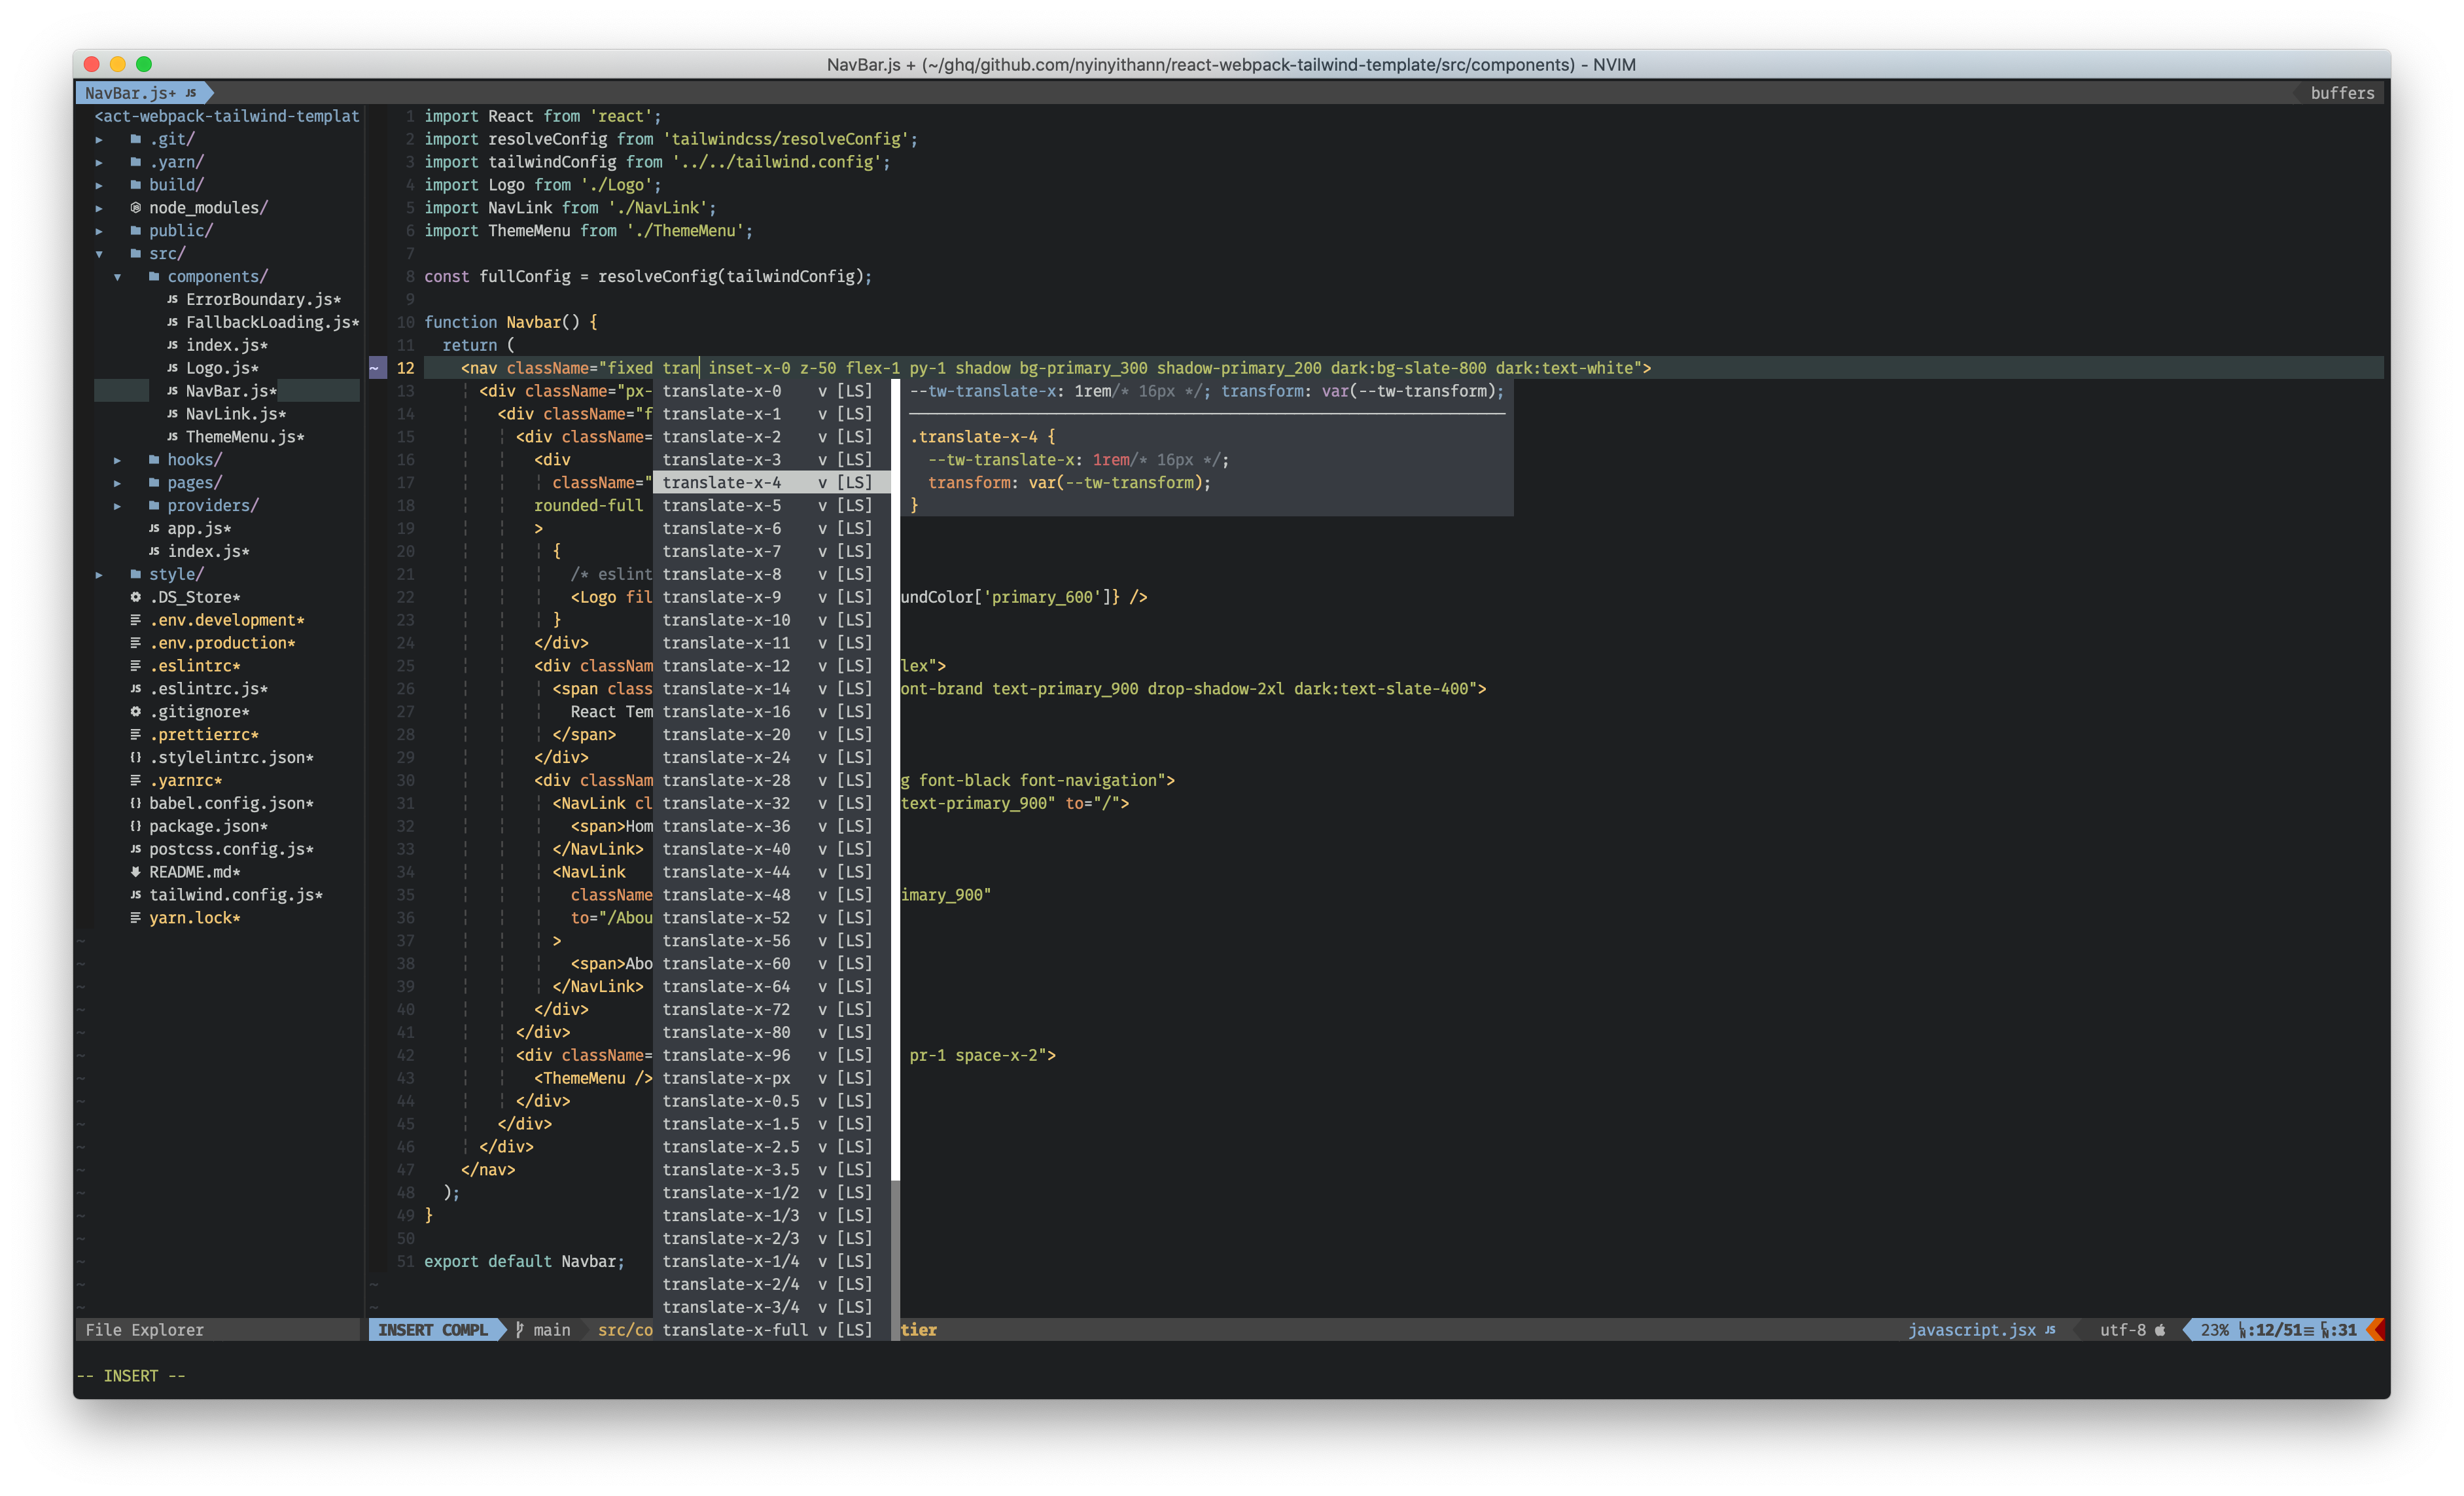 NavBar.js + (~/ghq/github.com/nyinyithann/react-webpack-tailwind-template/src/components) - NVIM
NavBar.js+ JS
buffers
<act-webpack-tailwind-templat
▸ .git/
▸ .yarn/
▸ build/
▸ node_modules/
▸ public/
▾ src/
▾ components/
JS ErrorBoundary.js*
JS FallbackLoading.js*
JS index.js*
JS Logo.js*
JS NavBar.js*
JS NavLink.js*
JS ThemeMenu.js*
▸ hooks/
▸ pages/
▸ providers/
JS app.js*
JS index.js*
▸ style/
.DS_Store*
.env.development*
.env.production*
.eslintrc*
JS .eslintrc.js*
.gitignore*
.prettierrc*
{} .stylelintrc.json*
.yarnrc*
{} babel.config.json*
{} package.json*
JS postcss.config.js*
README.md*
JS tailwind.config.js*
yarn.lock*
File Explorer
1 import React from 'react';
2 import resolveConfig from 'tailwindcss/resolveConfig';
3 import tailwindConfig from '../../tailwind.config';
4 import Logo from './Logo';
5 import NavLink from './NavLink';
6 import ThemeMenu from './ThemeMenu';
7
8 const fullConfig = resolveConfig(tailwindConfig);
9
10 function Navbar() {
11 return (
~ 12 <nav className="fixed tran inset-x-0 z-50 flex-1 py-1 shadow bg-primary_300 shadow-primary_200 dark:bg-slate-800 dark:text-white">
13 <div className="px-
14 <div className="f
15 <div className=
16 <div
17 className="
18 rounded-full
19 >
20 {
21 /* eslint
22 <Logo fil undColor['primary_600']} />
23 }
24 </div>
25 <div classNam lex">
26 <span class ont-brand text-primary_900 drop-shadow-2xl dark:text-slate-400">
27 React Tem
28 </span>
29 </div>
30 <div classNam g font-black font-navigation">
31 <NavLink cl text-primary_900" to="/">
32 <span>Hom
33 </NavLink>
34 <NavLink
35 className imary_900"
36 to="/Abou
37 >
38 <span>Abo
39 </NavLink>
40 </div>
41 </div>
42 <div className= pr-1 space-x-2">
43 <ThemeMenu />
44 </div>
45 </div>
46 </div>
47 </nav>
48 );
49 }
50
51 export default Navbar;
translate-x-0 v [LS]
translate-x-1 v [LS]
translate-x-2 v [LS]
translate-x-3 v [LS]
translate-x-4 v [LS]
translate-x-5 v [LS]
translate-x-6 v [LS]
translate-x-7 v [LS]
translate-x-8 v [LS]
translate-x-9 v [LS]
translate-x-10 v [LS]
translate-x-11 v [LS]
translate-x-12 v [LS]
translate-x-14 v [LS]
translate-x-16 v [LS]
translate-x-20 v [LS]
translate-x-24 v [LS]
translate-x-28 v [LS]
translate-x-32 v [LS]
translate-x-36 v [LS]
translate-x-40 v [LS]
translate-x-44 v [LS]
translate-x-48 v [LS]
translate-x-52 v [LS]
translate-x-56 v [LS]
translate-x-60 v [LS]
translate-x-64 v [LS]
translate-x-72 v [LS]
translate-x-80 v [LS]
translate-x-96 v [LS]
translate-x-px v [LS]
translate-x-0.5 v [LS]
translate-x-1.5 v [LS]
translate-x-2.5 v [LS]
translate-x-3.5 v [LS]
translate-x-1/2 v [LS]
translate-x-1/3 v [LS]
translate-x-2/3 v [LS]
translate-x-1/4 v [LS]
translate-x-2/4 v [LS]
translate-x-3/4 v [LS]
translate-x-full v [LS]
--tw-translate-x: 1rem/* 16px */; transform: var(--tw-transform);
.translate-x-4 {
--tw-translate-x: 1rem/* 16px */;
transform: var(--tw-transform);
}
INSERT COMPL main src/co tier javascript.jsx JS utf-8 23% :12/51≡ :31
-- INSERT --